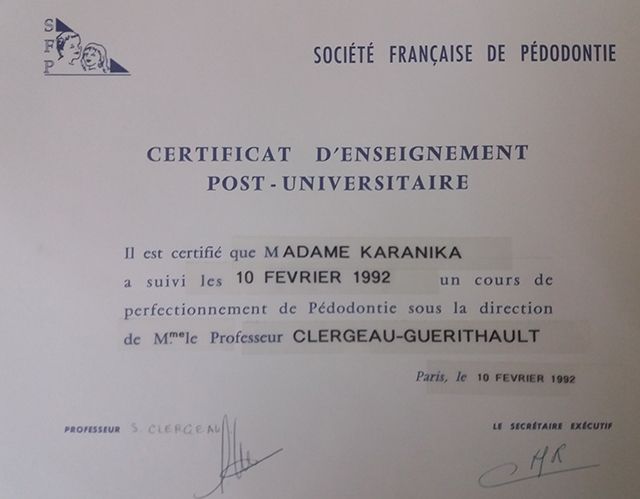 SFP
SOCIÉTÉ FRANÇAISE DE PÉDODONTIE
CERTIFICAT D'ENSEIGNEMENT
POST-UNIVERSITAIRE
Il est certifié que MADAME KARANIKA
a suivi les 10 FEVRIER 1992 un cours de
perfectionnement de Pédodontie sous la direction
de M.me le Professeur CLERGEAU-GUERITHAULT
Paris, le 10 FEVRIER 1992
PROFESSEUR S. CLERGEAU
LE SECRÉTAIRE EXÉCUTIF